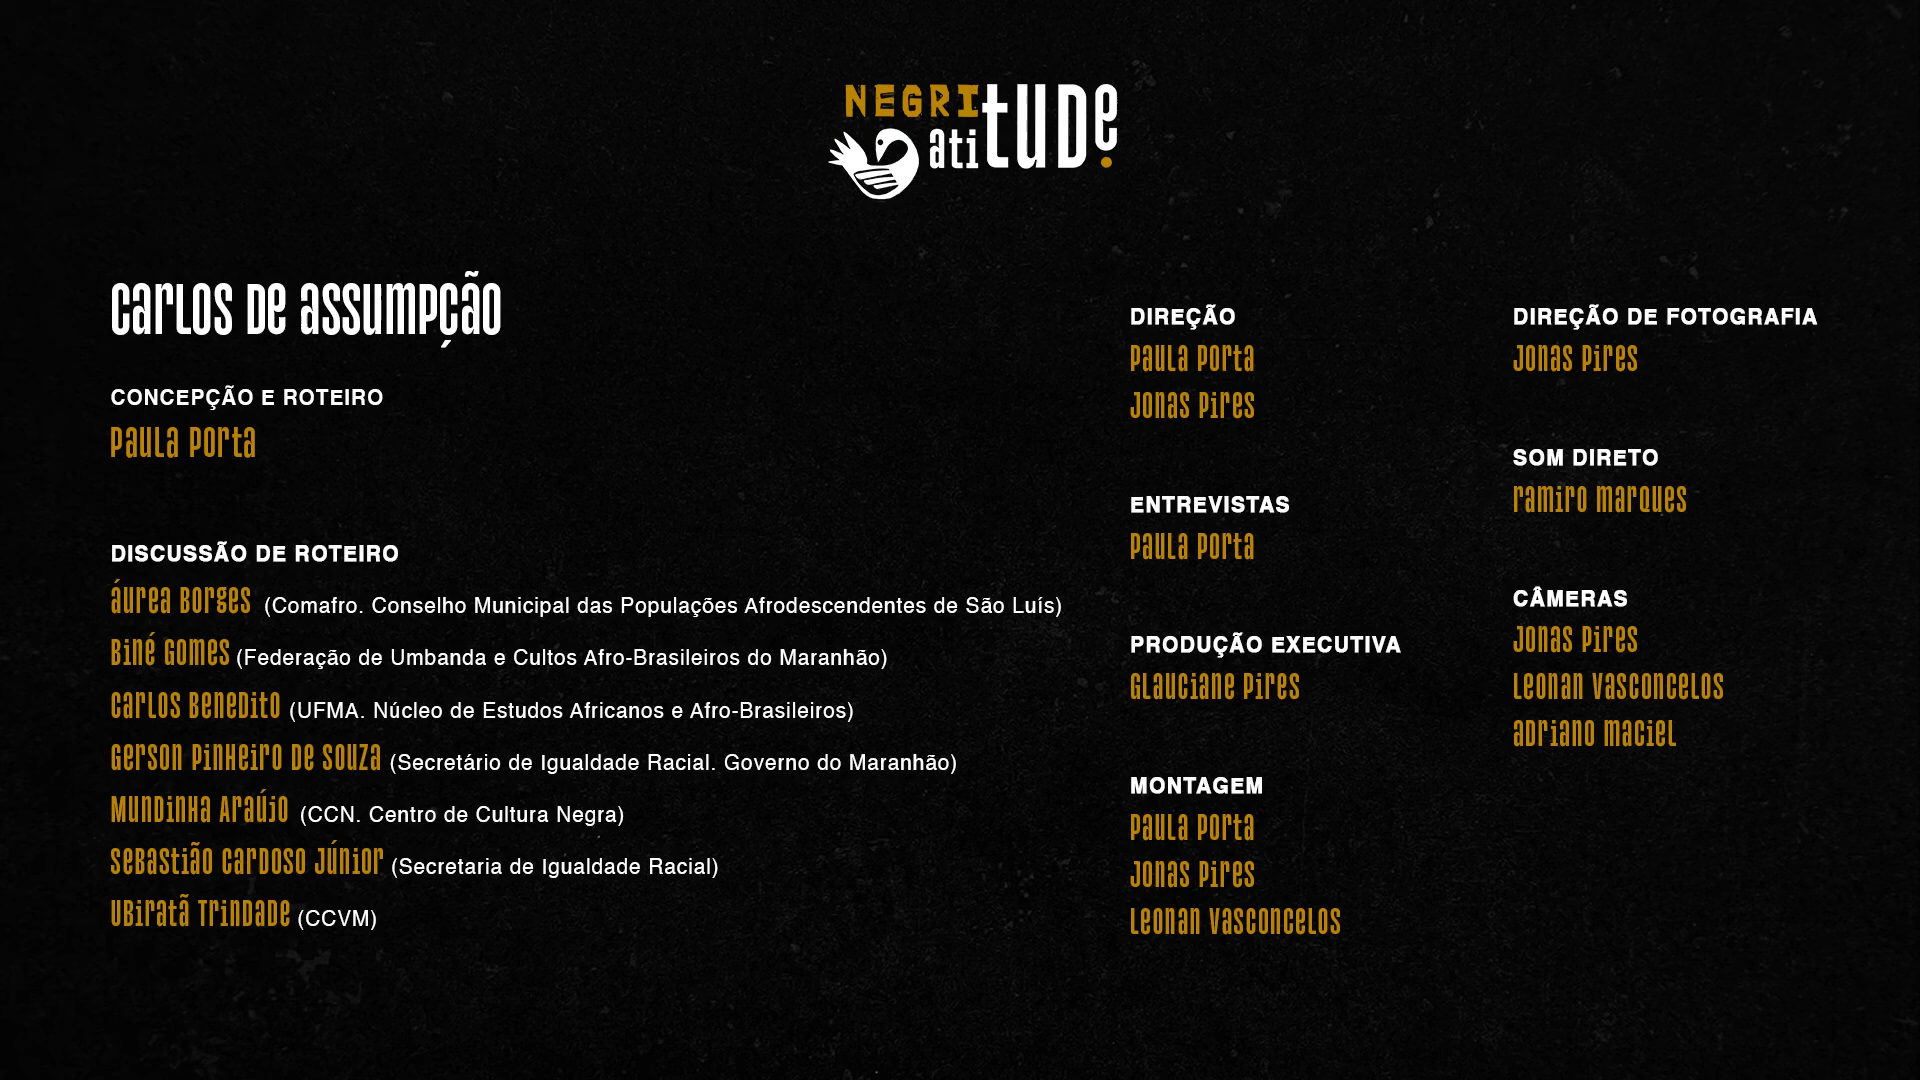 NEGRI
atitude.
Carlos de Assumpção
CONCEPÇÃO E ROTEIRO
Paula Porta
DISCUSSÃO DE ROTEIRO
Áurea Borges (Comafro. Conselho Municipal das Populações Afrodescendentes de São Luís)
Biné Gomes (Federação de Umbanda e Cultos Afro-Brasileiros do Maranhão)
Carlos Benedito (UFMA. Núcleo de Estudos Africanos e Afro-Brasileiros)
Gerson Pinheiro de Souza (Secretário de Igualdade Racial. Governo do Maranhão)
Mundinha Araújo (CCN. Centro de Cultura Negra)
Sebastião Cardoso Júnior (Secretaria de Igualdade Racial)
Ubiratã Trindade (CCVM)
DIREÇÃO
Paula Porta
Jonas Pires
ENTREVISTAS
Paula Porta
PRODUÇÃO EXECUTIVA
Glauciane Pires
MONTAGEM
Paula Porta
Jonas Pires
Leonan Vasconcelos
DIREÇÃO DE FOTOGRAFIA
Jonas Pires
SOM DIRETO
Ramiro Marques
CÂMERAS
Jonas Pires
Leonan Vasconcelos
Adriano Maciel